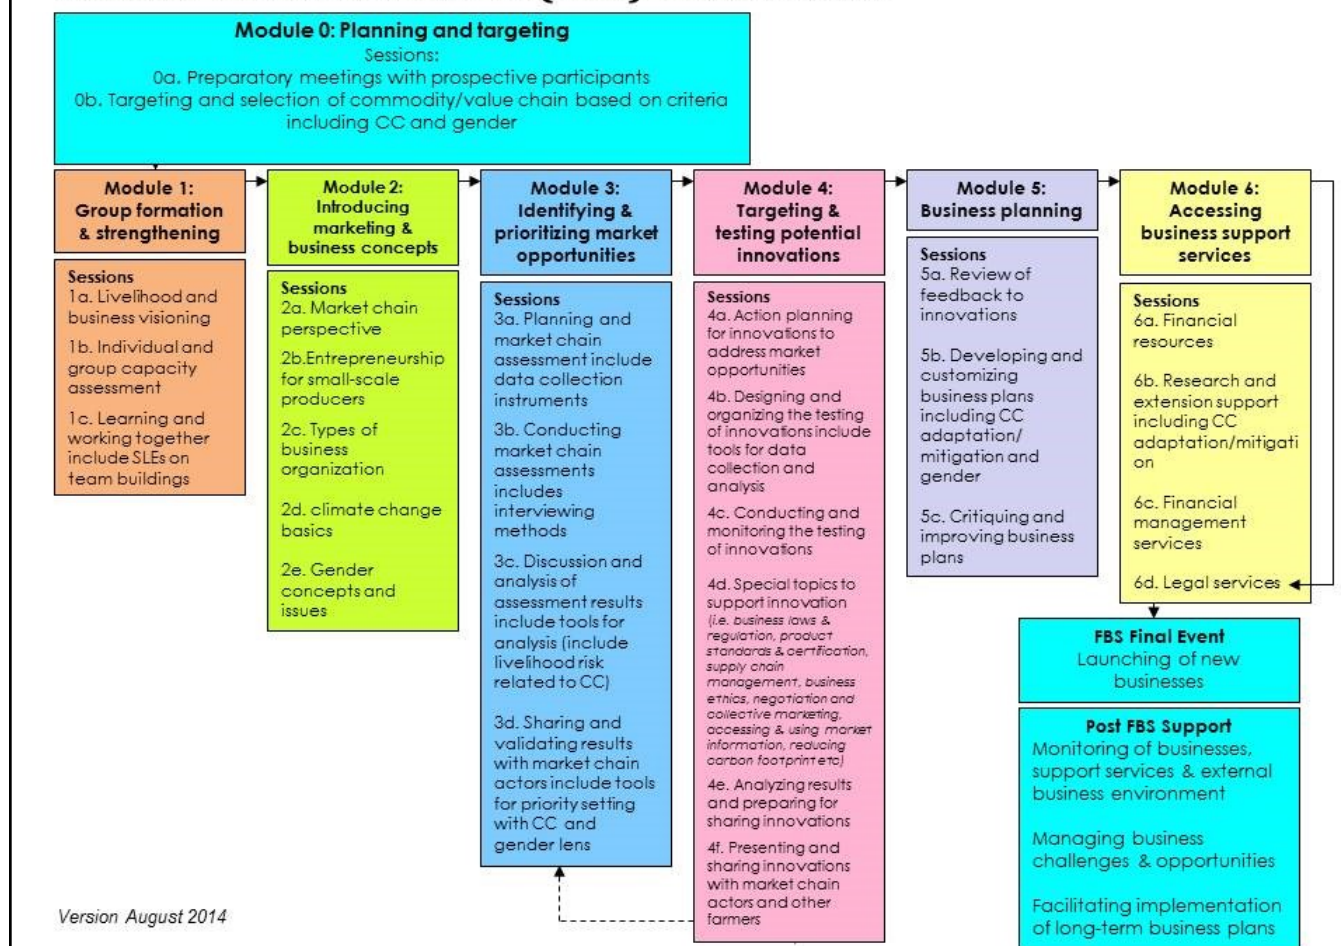 Module 0: Planning and targeting
Sessions:
0a. Preparatory meetings with prospective participants
0b. Targeting and selection of commodity/value chain based on criteria
including CC and gender
Module 1:
Group formation
& strengthening
Sessions
1a. Livelihood and
business visioning
1b. Individual and
group capacity
assessment
1c. Learning and
working together
include SLEs on
team buildings
Module 2:
Introducing
marketing &
business concepts
Sessions
2a. Market chain
perspective
2b.Entrepreneurship
for small-scale
producers
2c. Types of
business
organization
2d. climate change
basics
2e. Gender
concepts and
issues
Module 3:
Identifying &
prioritizing market
opportunities
Sessions
3a. Planning and
market chain
assessment include
data collection
instruments
3b. Conducting
market chain
assessments
includes
interviewing
methods
3c. Discussion and
analysis of
assessment results
include tools for
analysis (include
livelihood risk
related to CC)
3d. Sharing and
validating results
with market chain
actors include tools
for priority setting
with CC and
gender lens
Module 4:
Targeting &
testing potential
innovations
Sessions
4a. Action planning
for innovations to
address market
opportunities
4b. Designing and
organizing the testing
of innovations include
tools for data
collection and
analysis
4c. Conducting and
monitoring the testing
of innovations
4d. Special topics to
support innovation
(i.e. business laws &
regulation, product
standards & certification,
supply chain
management, business
ethics, negotiation and
collective marketing,
accessing & using market
information, reducing
carbon footprint etc)
4e. Analyzing results
and preparing for
sharing innovations
4f. Presenting and
sharing innovations
with market chain
actors and other
farmers
Module 5:
Business planning
Sessions
5a. Review of
feedback to
innovations
5b. Developing and
customizing
business plans
including CC
adaptation/
mitigation and
gender
5c. Critiquing and
improving business
plans
Module 6:
Accessing
business support
services
Sessions
6a. Financial
resources
6b. Research and
extension support
including CC
adaptation/mitigati
on
6c. Financial
management
services
6d. Legal services
FBS Final Event
Launching of new
businesses
Post FBS Support
Monitoring of businesses,
support services & external
business environment
Managing business
challenges & opportunities
Facilitating implementation
of long-term business plans
Version August 2014